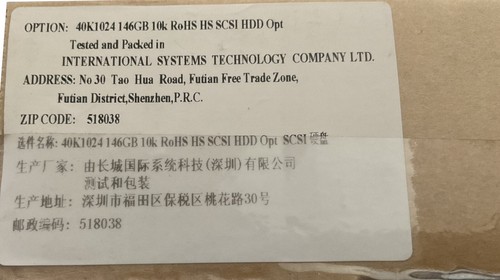 OPTION: 40K1024 146GB 10k RoHS HS SCSI HDD Opt
Tested and Packed in
INTERNATIONAL SYSTEMS TECHNOLOGY COMPANY LTD.
ADDRESS: No 30 Tao Hua Road, Futian Free Trade Zone,
Futian District,Shenzhen,P.R.C.
ZIP CODE: 518038
选件名称: 40K1024 146GB 10k RoHS HS SCSI HDD Opt SCSI 硬盘
生产厂家: 由长城国际系统科技(深圳)有限公司
测试和包装
生产地址: 深圳市福田区保税区桃花路30号
邮政编码: 518038